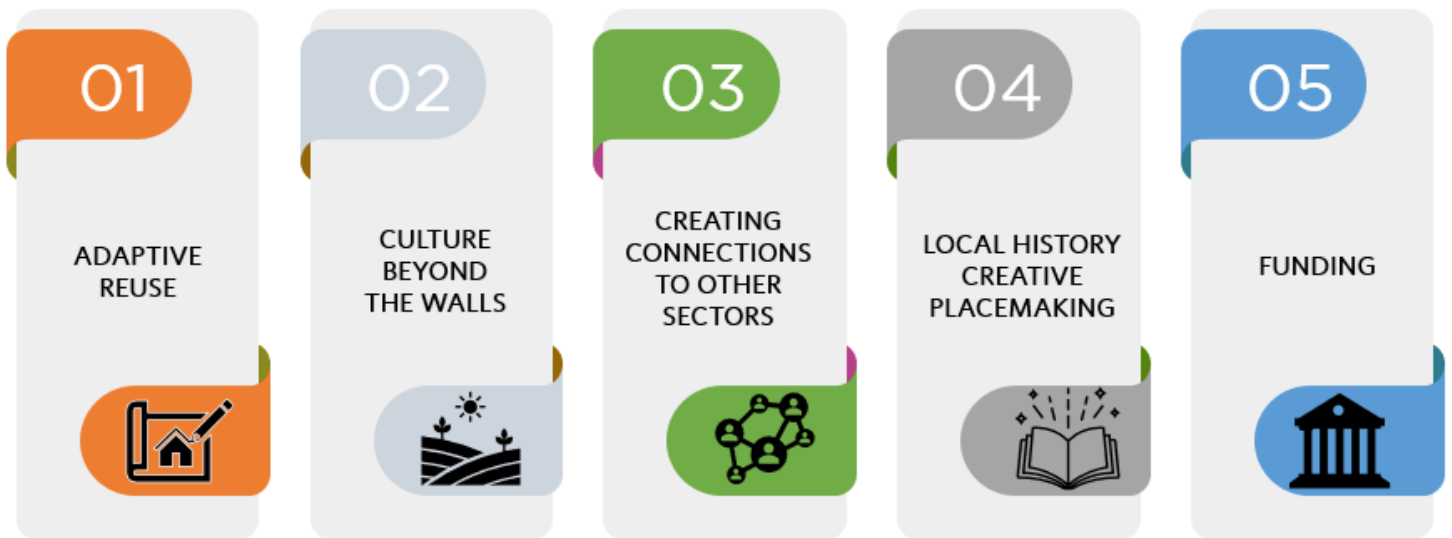 01
ADAPTIVE
REUSE
02
CULTURE
BEYOND
THE WALLS
03
CREATING
CONNECTIONS
TO OTHER
SECTORS
04
LOCAL HISTORY
CREATIVE
PLACEMAKING
05
FUNDING